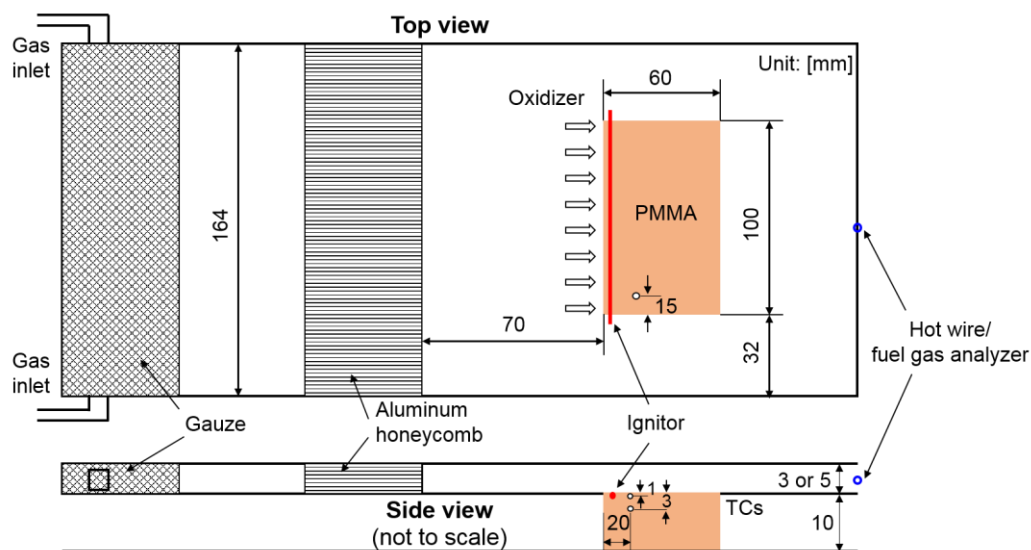 Top view
Gas
inlet
Unit: [mm]
60
Oxidizer
164
PMMA
100
15
70
32
Hot wire/
fuel gas analyzer
Gas
inlet
Gauze
Aluminum
honeycomb
Ignitor
3 or 5
1
3
TCs
Side view
(not to scale)
20
10